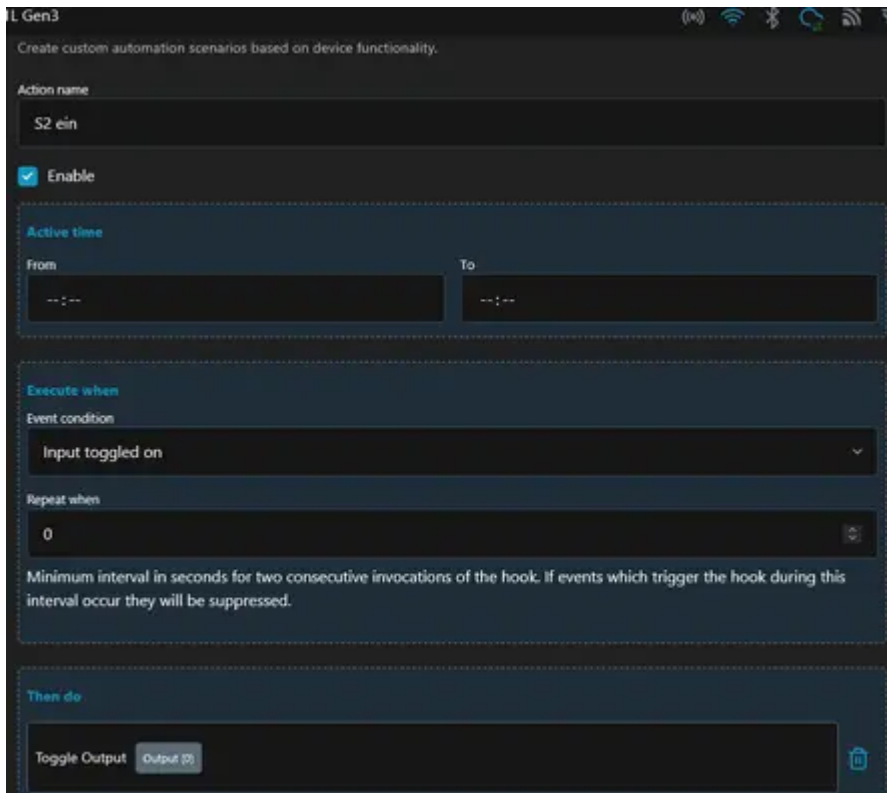 1L Gen3
Create custom automation scenarios based on device functionality.
Action name
S2 ein
Enable
Active time
From To
--:-- --:--
Execute when
Event condition
Input toggled on
Repeat when
0
Minimum interval in seconds for two consecutive invocations of the hook. If events which trigger the hook during this
interval occur they will be suppressed.
Then do
Toggle Output Output (0)